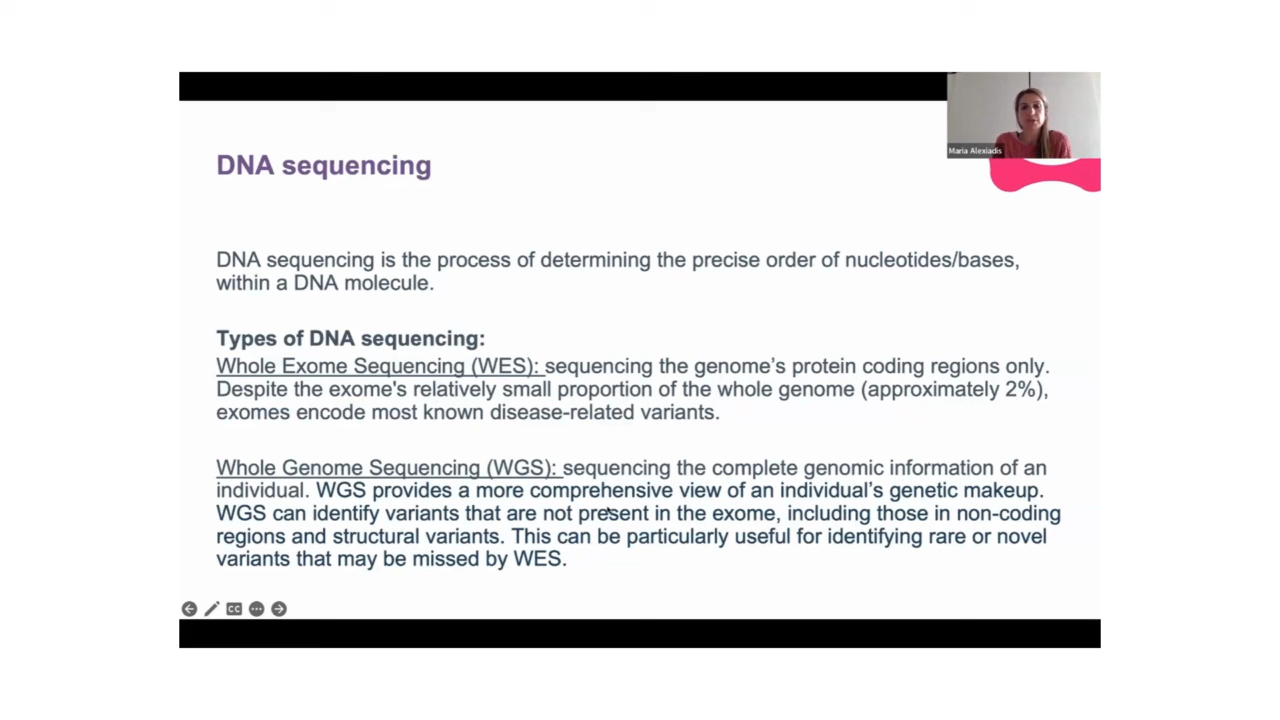 Maria Alexiadis
DNA sequencing
DNA sequencing is the process of determining the precise order of nucleotides/bases,
within a DNA molecule.
Types of DNA sequencing:
Whole Exome Sequencing (WES): sequencing the genome's protein coding regions only.
Despite the exome's relatively small proportion of the whole genome (approximately 2%),
exomes encode most known disease-related variants.
Whole Genome Sequencing (WGS): sequencing the complete genomic information of an
individual. WGS provides a more comprehensive view of an individual's genetic makeup.
WGS can identify variants that are not present in the exome, including those in non-coding
regions and structural variants. This can be particularly useful for identifying rare or novel
variants that may be missed by WES.
CC